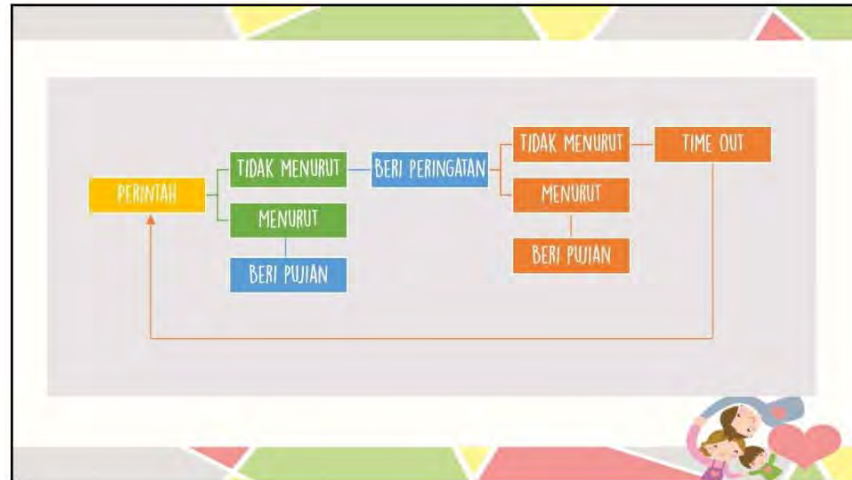 PERINTAH
TIDAK MENURUT
MENURUT
BERI PUJIAN
BERI PERINGATAN
TIDAK MENURUT
MENURUT
BERI PUJIAN
TIME OUT